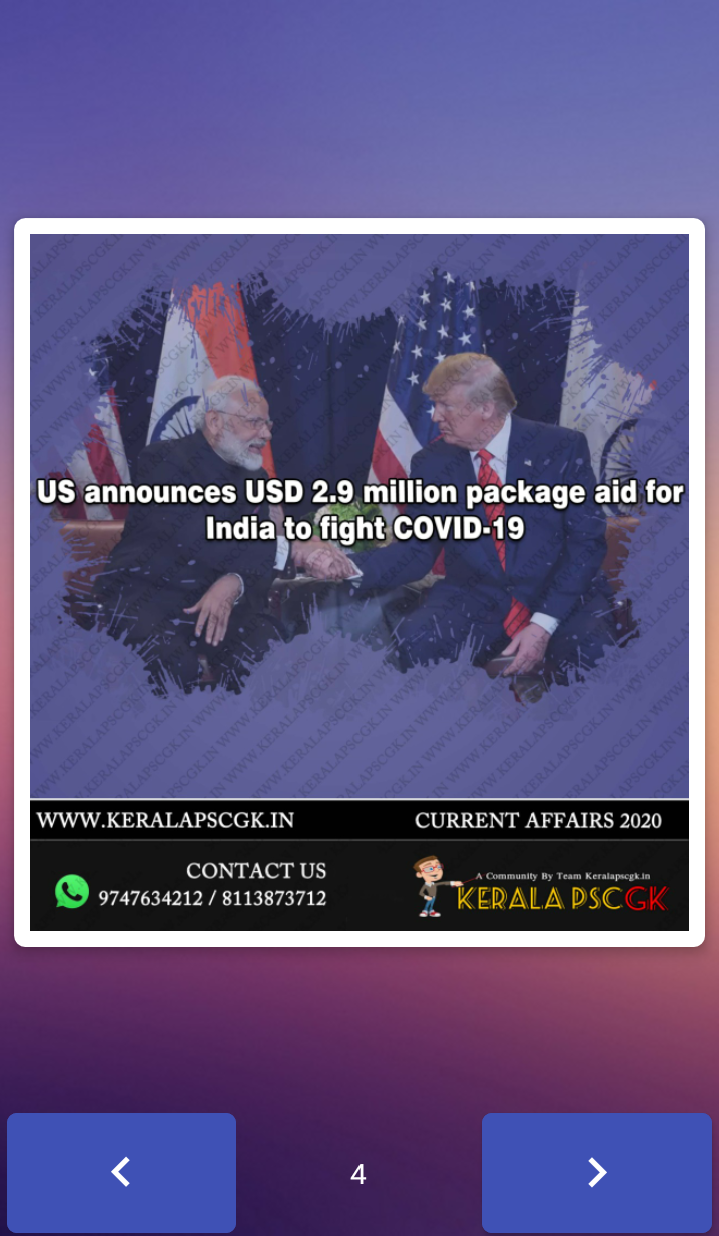 US announces USD 2.9 million package aid for
India to fight COVID-19
WWW.KERALAPSCGK.IN
CURRENT AFFAIRS 2020
CONTACT US
9747634212 / 8113873712
A Community By Team Keralapscgk.in
KERALA PSCGK
4